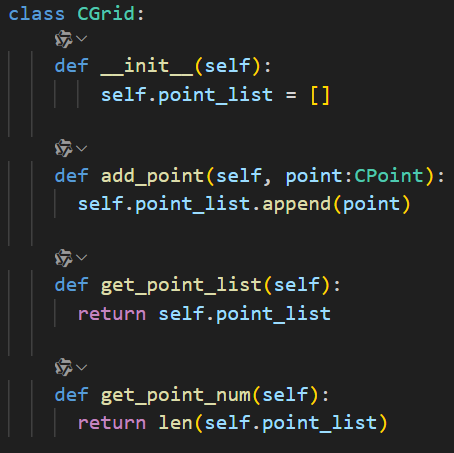 class CGrid:
    def __init__(self):
        self.point_list = []
    def add_point(self, point:CPoint):
      self.point_list.append(point)
    def get_point_list(self):
      return self.point_list
    def get_point_num(self):
      return len(self.point_list)